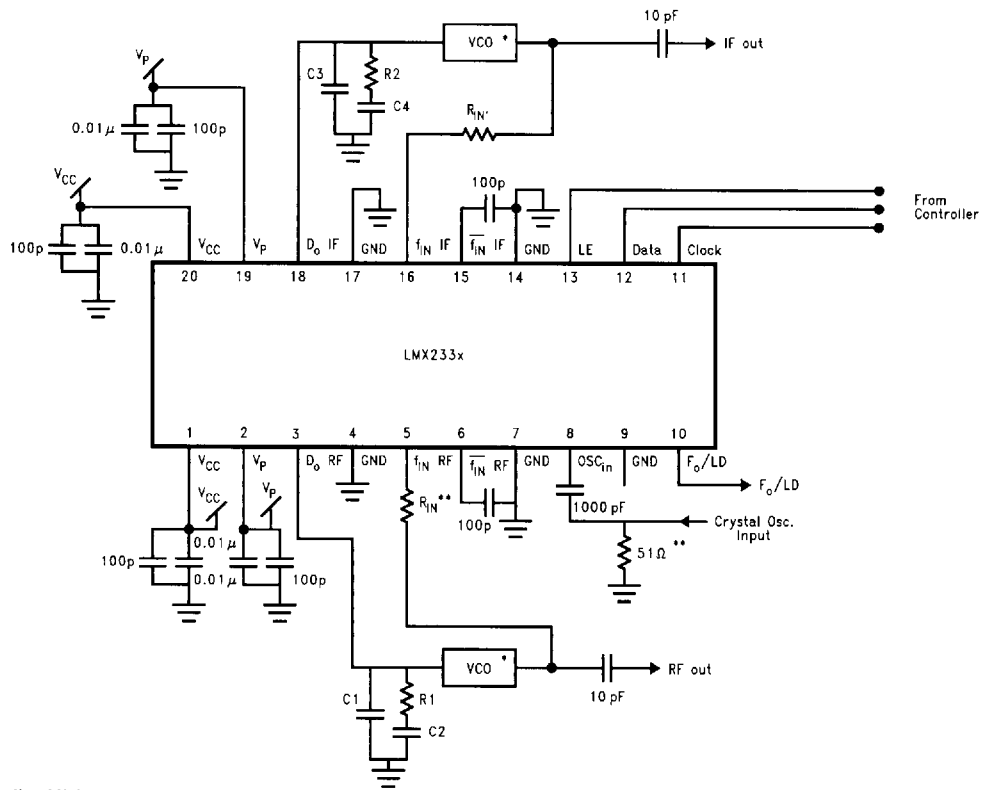 10 pF
VCO *
IF out
V_P
C3
R2
C4
R_IN'
0.01μ
100p
V_CC
100p
0.01μ
100p
From
Controller
V_CC
V_P
D_o IF
GND
f_IN IF
f̅_I̅N̅ IF
GND
LE
Data
Clock
20
19
18
17
16
15
14
13
12
11
LMX233x
1
2
3
4
5
6
7
8
9
10
V_CC
V_P
D_o RF
GND
f_IN RF
f̅_I̅N̅ RF
GND
OSC_in
GND
F_o/LD
V_CC
V_P
R_IN **
100p
1000 pF
F_o/LD
Crystal Osc.
Input
0.01μ
100p
0.01μ
100p
51Ω **
VCO *
RF out
10 pF
C1
R1
C2